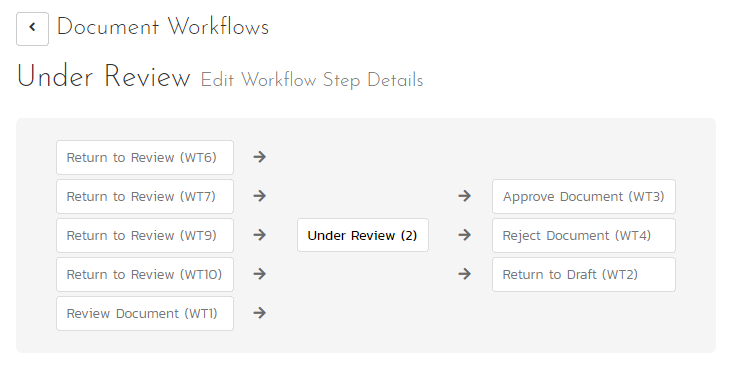 Document Workflows
Under Review Edit Workflow Step Details
Return to Review (WT6)
Return to Review (WT7)
Approve Document (WT3)
Return to Review (WT9)
Under Review (2)
Reject Document (WT4)
Return to Review (WT10)
Return to Draft (WT2)
Review Document (WT1)